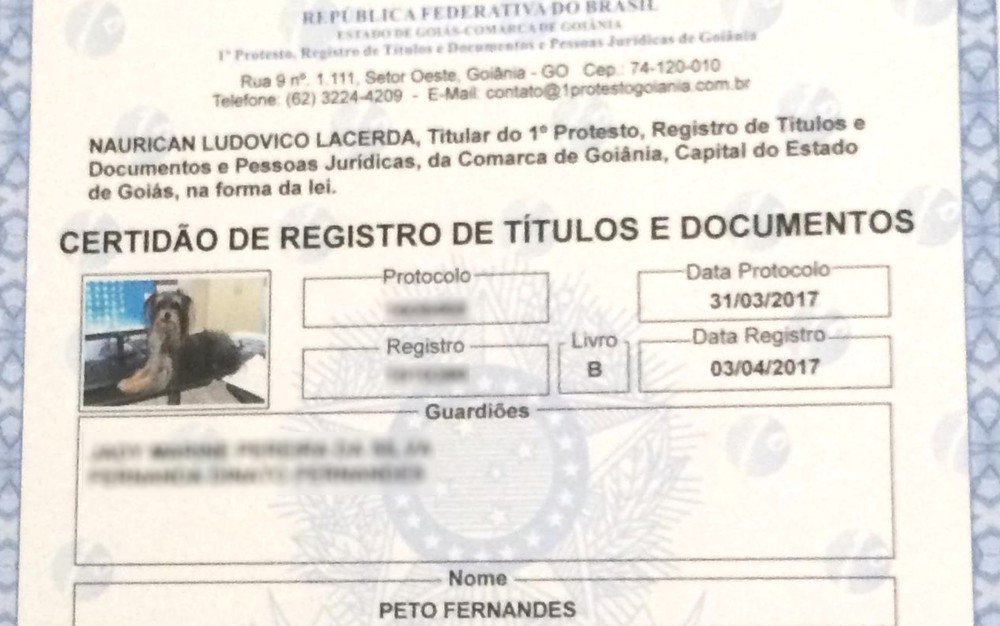 REPÚBLICA FEDERATIVA DO BRASIL
ESTADO DE GOIÁS-COMARCA DE GOIÂNIA
1º Protesto, Registro de Títulos e Documentos e Pessoas Jurídicas de Goiânia
Rua 9 nº. 1.111, Setor Oeste, Goiânia - GO Cep.: 74-120-010
Telefone: (62) 3224-4209 - E-Mail: contato@1protestogoiania.com.br
NAURICAN LUDOVICO LACERDA, Titular do 1º Protesto, Registro de Títulos e
Documentos e Pessoas Jurídicas, da Comarca de Goiânia, Capital do Estado
de Goiás, na forma da lei.
CERTIDÃO DE REGISTRO DE TÍTULOS E DOCUMENTOS
Protocolo
Data Protocolo
31/03/2017
Registro
Livro
B
Data Registro
03/04/2017
Guardiões
Nome
PETO FERNANDES